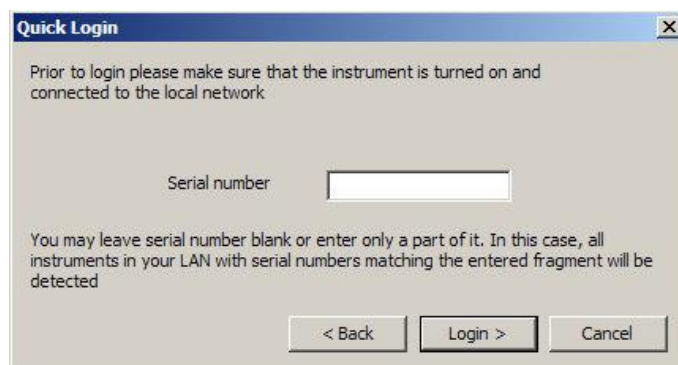 Quick Login
Prior to login please make sure that the instrument is turned on and
connected to the local network
Serial number
You may leave serial number blank or enter only a part of it. In this case, all
instruments in your LAN with serial numbers matching the entered fragment will be
detected
< Back Login > Cancel